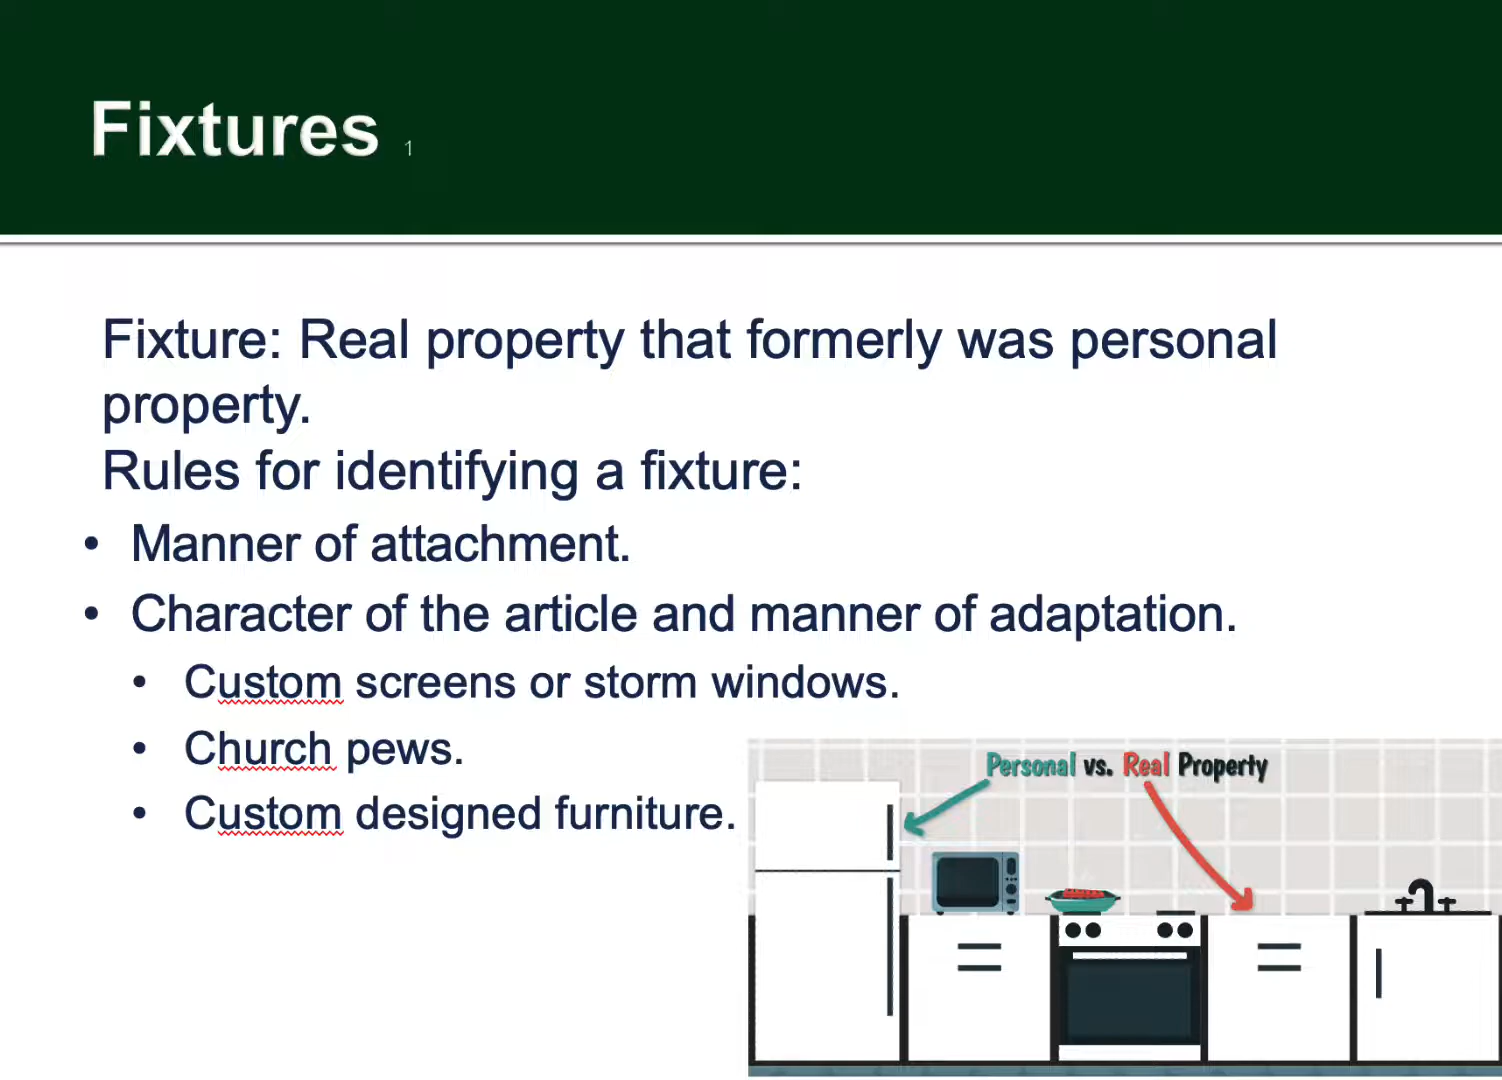 Fixtures 1
Fixture: Real property that formerly was personal
property.
Rules for identifying a fixture:
• Manner of attachment.
• Character of the article and manner of adaptation.
• Custom screens or storm windows.
• Church pews.
• Custom designed furniture.
Personal vs. Real Property